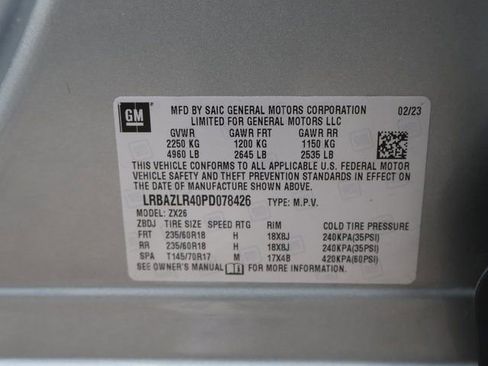 GM
MFD BY SAIC GENERAL MOTORS CORPORATION 02/23
LIMITED FOR GENERAL MOTORS LLC
GVWR GAWR FRT GAWR RR
2250 KG 1200 KG 1150 KG
4960 LB 2645 LB 2535 LB
THIS VEHICLE CONFORMS TO ALL APPLICABLE U.S. FEDERAL MOTOR
VEHICLE SAFETY AND THEFT PREVENTION STANDARDS IN EFFECT ON
THE DATE OF MANUFACTURE SHOWN ABOVE.
LRBAZLR40PD078426 TYPE: M.P.V.
MODEL: ZX26
ZBDJ TIRE SIZE SPEED RTG RIM COLD TIRE PRESSURE
FRT 235/60R18 H 18X8J 240KPA(35PSI)
RR 235/60R18 H 18X8J 240KPA(35PSI)
SPA T145/70R17 M 17X4B 420KPA(60PSI)
SEE OWNER'S MANUAL FOR MORE INFORMATION.